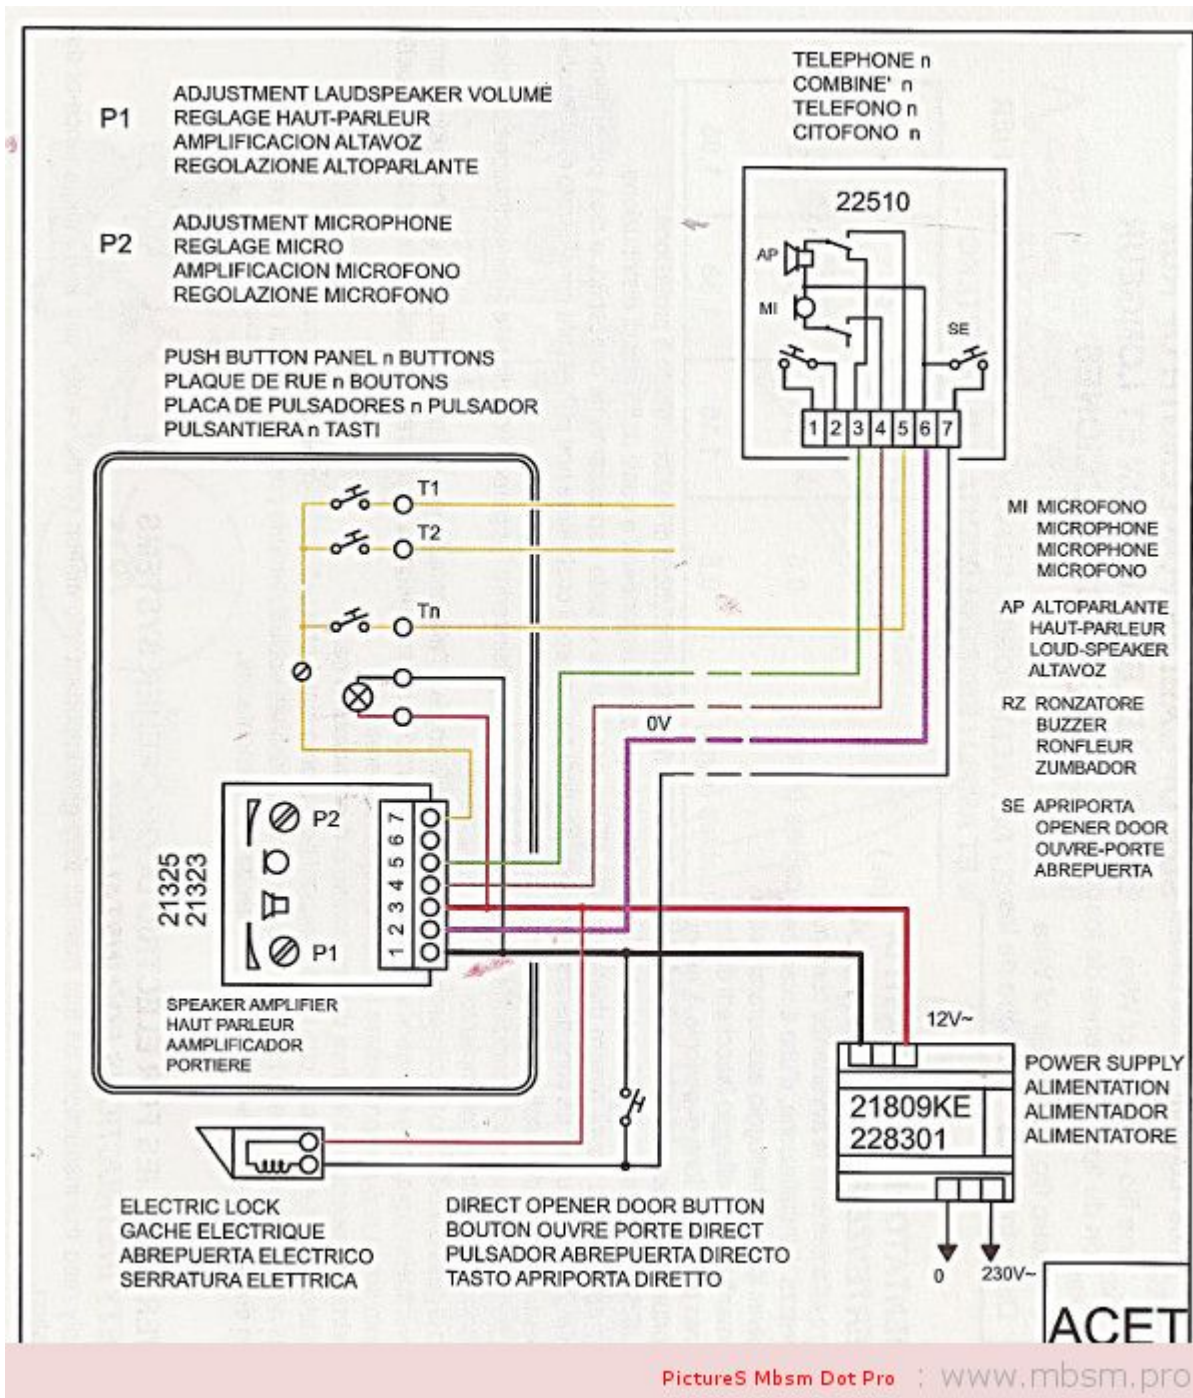 TELEPHONE n
COMBINE' n
TELEFONO n
CITOFONO n
P1
ADJUSTMENT LAUDSPEAKER VOLUME
REGLAGE HAUT-PARLEUR
AMPLIFICACION ALTAVOZ
REGOLAZIONE ALTOPARLANTE
P2
ADJUSTMENT MICROPHONE
REGLAGE MICRO
AMPLIFICACION MICROFONO
REGOLAZIONE MICROFONO
22510
AP
MI
SE
1 2 3 4 5 6 7
PUSH BUTTON PANEL n BUTTONS
PLAQUE DE RUE n BOUTONS
PLACA DE PULSADORES n PULSADOR
PULSANTIERA n TASTI
T1
T2
Tn
MI MICROFONO
MICROPHONE
MICROPHONE
MICROFONO
AP ALTOPARLANTE
HAUT-PARLEUR
LOUD-SPEAKER
ALTAVOZ
RZ RONZATORE
BUZZER
RONFLEUR
ZUMBADOR
SE APRIPORTA
OPENER DOOR
OUVRE-PORTE
ABREPUERTA
0V
21325
21323
P2
P1
7
6
5
4
3
2
1
SPEAKER AMPLIFIER
HAUT PARLEUR
AAMPLIFICADOR
PORTIERE
12V~
21809KE
228301
POWER SUPPLY
ALIMENTATION
ALIMENTADOR
ALIMENTATORE
0
230V~
ELECTRIC LOCK
GACHE ELECTRIQUE
ABREPUERTA ELECTRICO
SERRATURA ELETTRICA
DIRECT OPENER DOOR BUTTON
BOUTON OUVRE PORTE DIRECT
PULSADOR ABREPUERTA DIRECTO
TASTO APRIPORTA DIRETTO
ACET
PictureS Mbsm Dot Pro : www.mbsm.pro